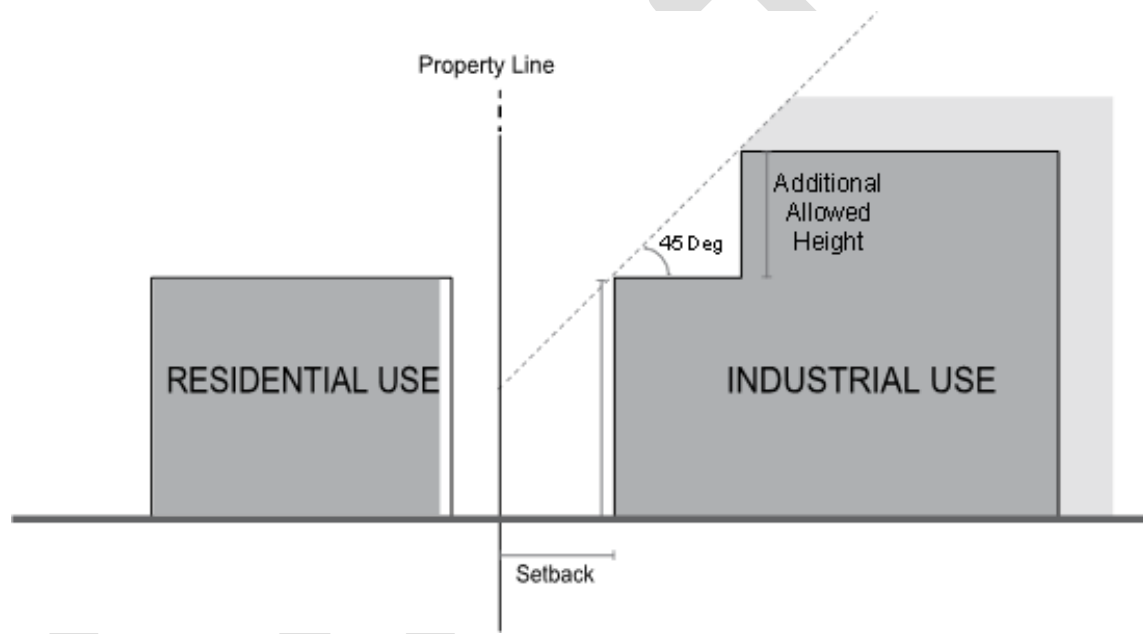 Property Line
Additional
Allowed
Height
45 Deg
RESIDENTIAL USE
INDUSTRIAL USE
Setback